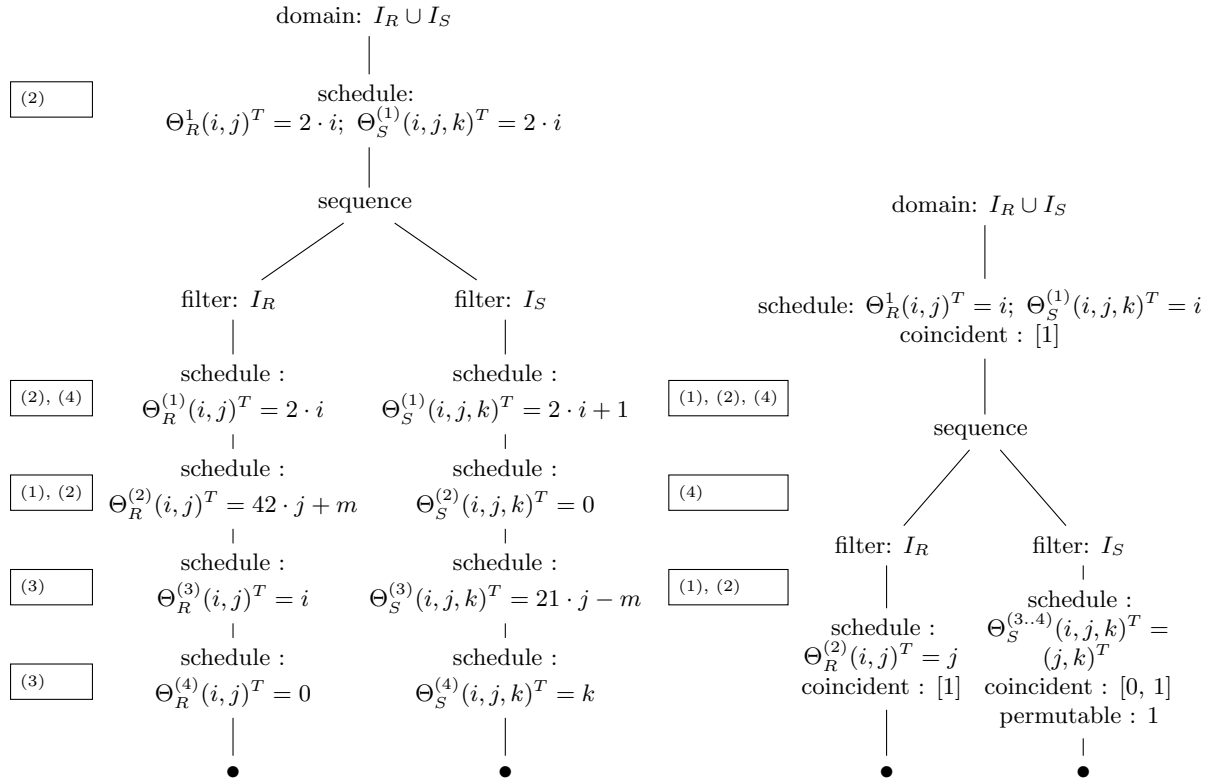 domain: I_R ∪ I_S
(2)
schedule:
Θ_R^1(i, j)^T = 2 · i; Θ_S^{(1)}(i, j, k)^T = 2 · i
sequence
filter: I_R
filter: I_S
(2), (4)
schedule :
Θ_R^{(1)}(i, j)^T = 2 · i
schedule :
Θ_S^{(1)}(i, j, k)^T = 2 · i + 1
(1), (2)
schedule :
Θ_R^{(2)}(i, j)^T = 42 · j + m
schedule :
Θ_S^{(2)}(i, j, k)^T = 0
(3)
schedule :
Θ_R^{(3)}(i, j)^T = i
schedule :
Θ_S^{(3)}(i, j, k)^T = 21 · j − m
(3)
schedule :
Θ_R^{(4)}(i, j)^T = 0
schedule :
Θ_S^{(4)}(i, j, k)^T = k
domain: I_R ∪ I_S
schedule: Θ_R^1(i, j)^T = i; Θ_S^{(1)}(i, j, k)^T = i
coincident : [1]
(1), (2), (4)
sequence
(4)
filter: I_R
filter: I_S
(1), (2)
schedule :
Θ_R^{(2)}(i, j)^T = j
coincident : [1]
schedule :
Θ_S^{(3..4)}(i, j, k)^T =
(j, k)^T
coincident : [0, 1]
permutable : 1